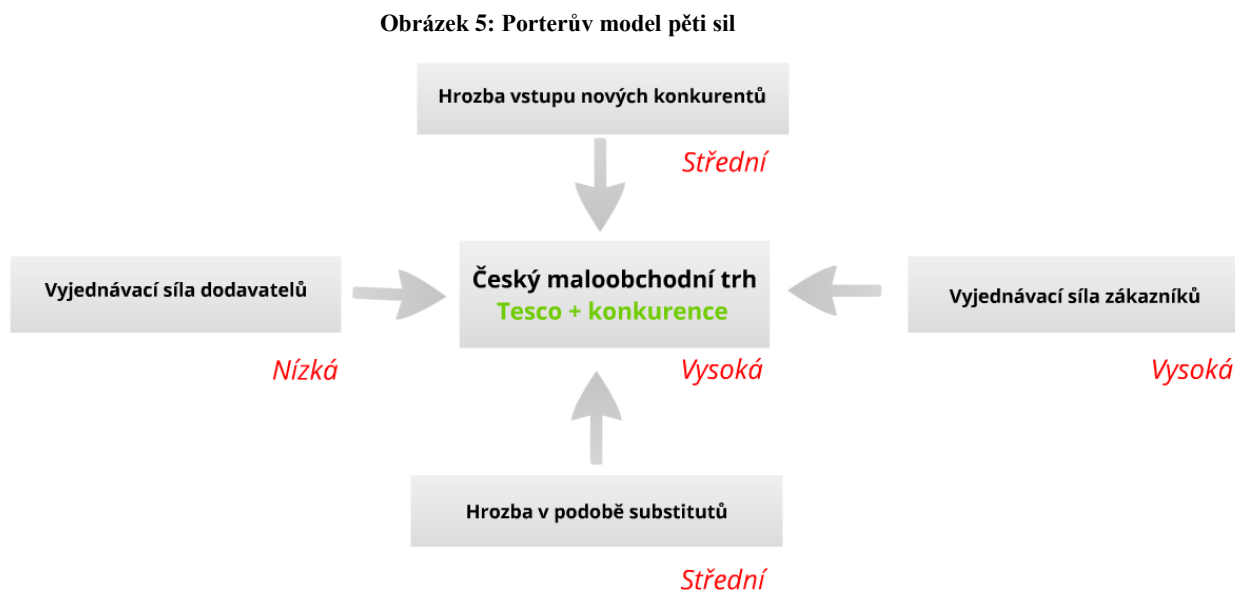 Obrázek 5: Porterův model pěti sil
Hrozba vstupu nových konkurentů
Střední
Vyjednávací síla dodavatelů
Nízká
Český maloobchodní trh
Tesco + konkurence
Vysoká
Vyjednávací síla zákazníků
Vysoká
Hrozba v podobě substitutů
Střední